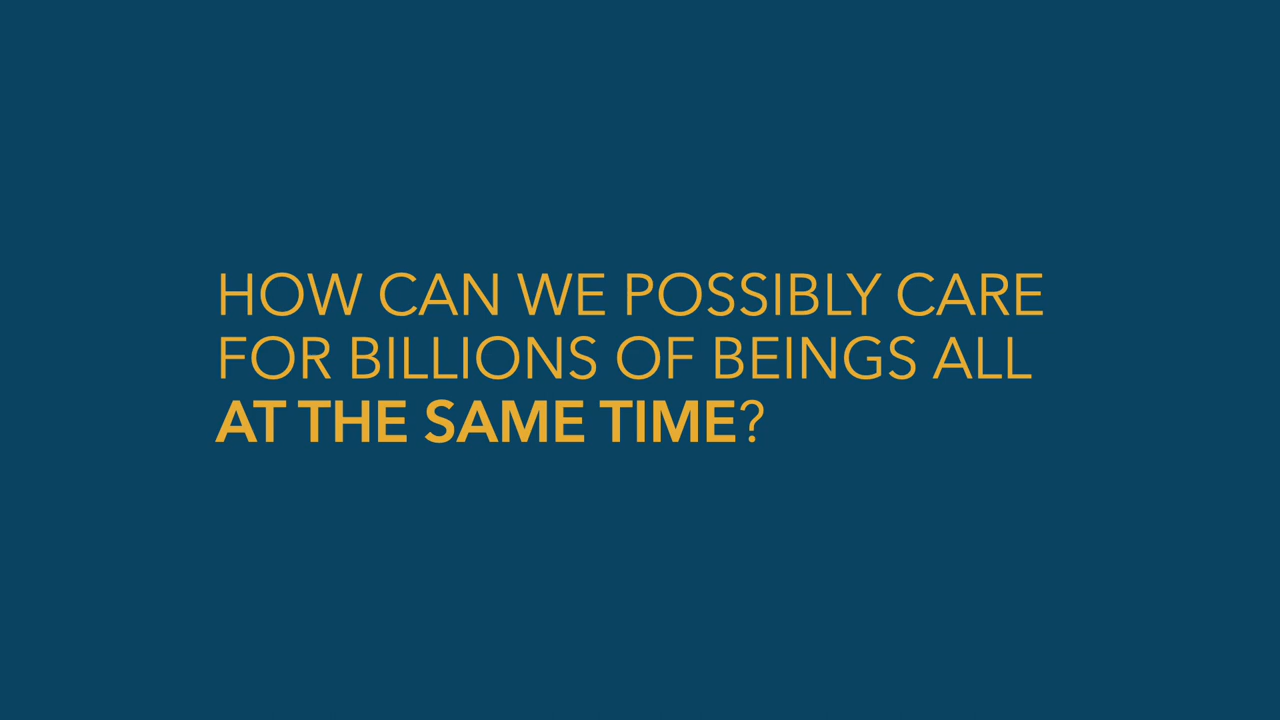 HOW CAN WE POSSIBLY CARE
FOR BILLIONS OF BEINGS ALL
AT THE SAME TIME?